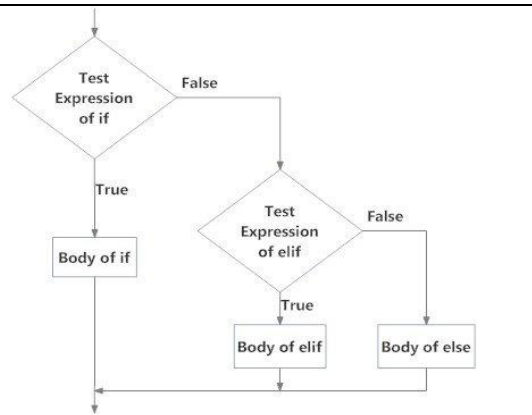 Test
Expression
of if
False
True
Body of if
Test
Expression
of elif
False
True
Body of elif
Body of else